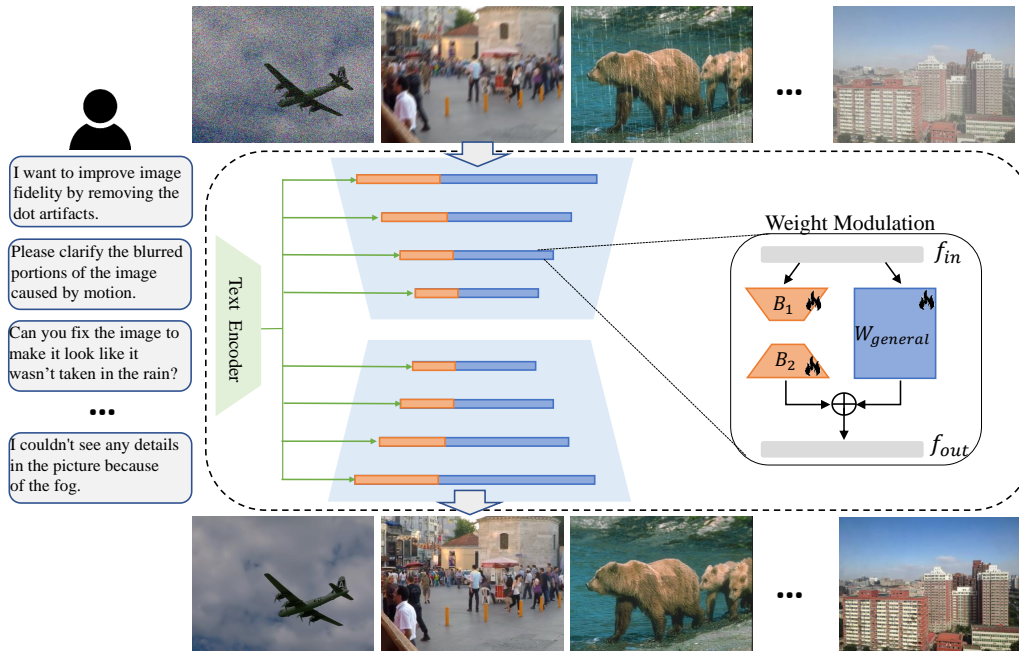 I want to improve image
fidelity by removing the
dot artifacts.
Please clarify the blurred
portions of the image
caused by motion.
Can you fix the image to
make it look like it
wasn't taken in the rain?
...
I couldn't see any details
in the picture because
of the fog.
...
Text Encoder
Weight Modulation
f_in
B_1
W_general
B_2
f_out
...